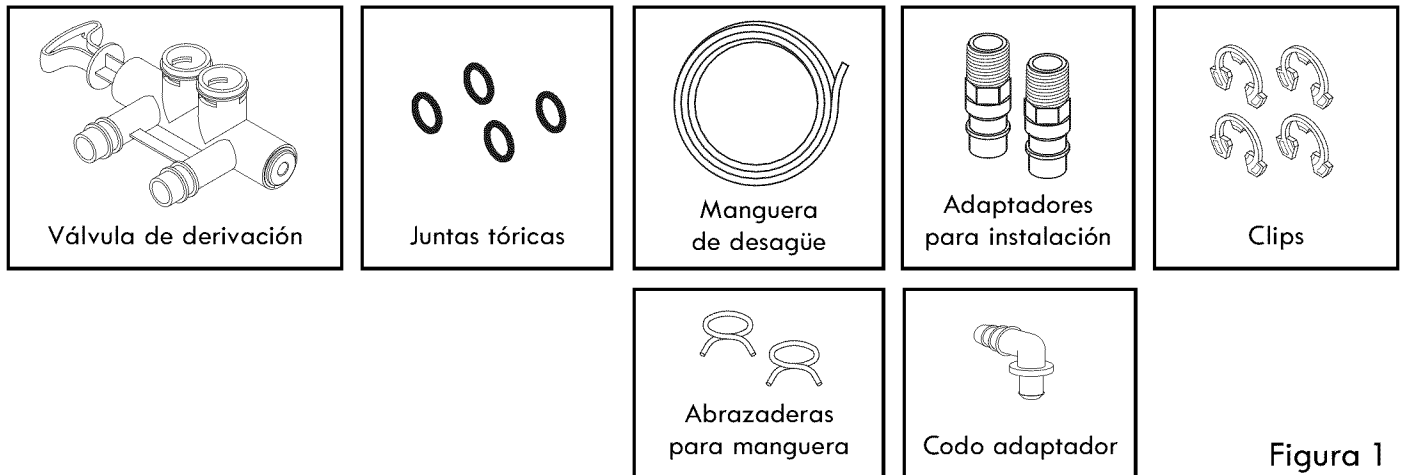 Válvula de derivación
Juntas tóricas
Manguera
de desagüe
Adaptadores
para instalación
Clips
Abrazaderas
para manguera
Codo adaptador
Figura 1